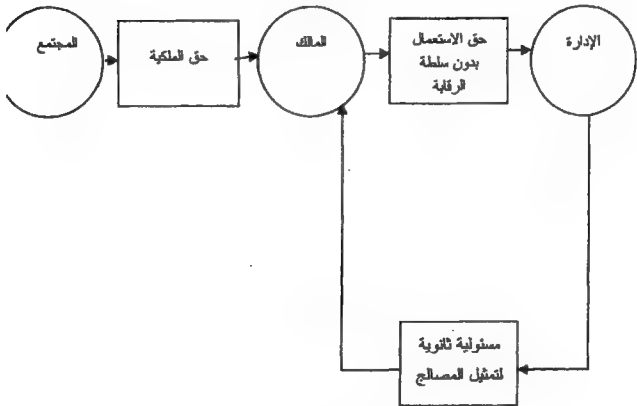 المجتمع
حق الملكية
المالك
حق الاستعمال
بدون سلطة
الرقابة
الإدارة
مسئولية ثانوية
لتمثيل المصالح